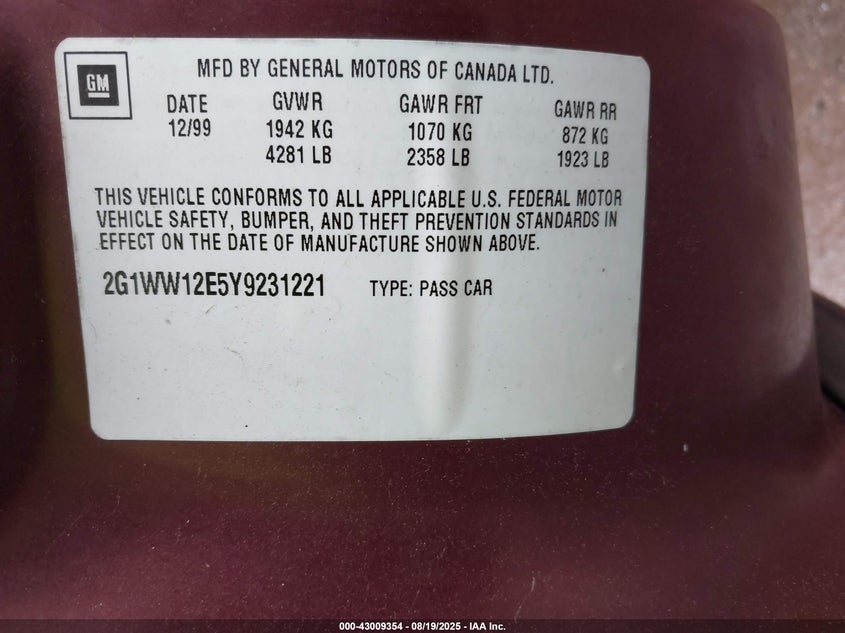 GM
MFD BY GENERAL MOTORS OF CANADA LTD.
DATE GVWR GAWR FRT GAWR RR
12/99 1942 KG 1070 KG 872 KG
4281 LB 2358 LB 1923 LB
THIS VEHICLE CONFORMS TO ALL APPLICABLE U.S. FEDERAL MOTOR
VEHICLE SAFETY, BUMPER, AND THEFT PREVENTION STANDARDS IN
EFFECT ON THE DATE OF MANUFACTURE SHOWN ABOVE.
2G1WW12E5Y9231221 TYPE: PASS CAR
000-43009354 - 08/19/2025 - IAA Inc.